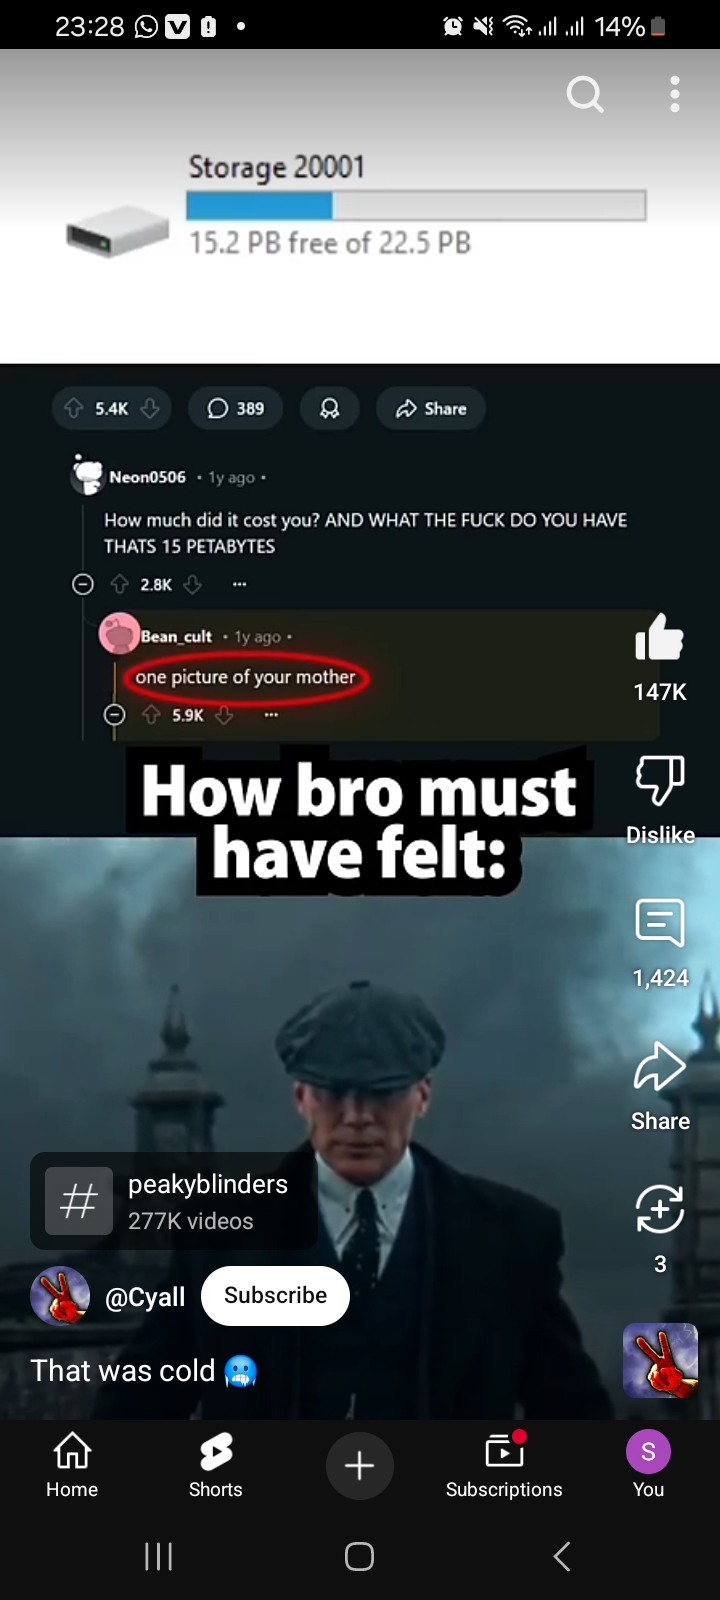 23:28
14%
Storage 20001
15.2 PB free of 22.5 PB
5.4K
389
Share
Neon0506 • 1y ago •
How much did it cost you? AND WHAT THE FUCK DO YOU HAVE
THATS 15 PETABYTES
2.8K
Bean_cult • 1y ago •
one picture of your mother
5.9K
147K
How bro must
have felt:
Dislike
1,424
Share
# peakyblinders
277K videos
3
@Cyall
Subscribe
That was cold 🥶
Home
Shorts
Subscriptions
S
You